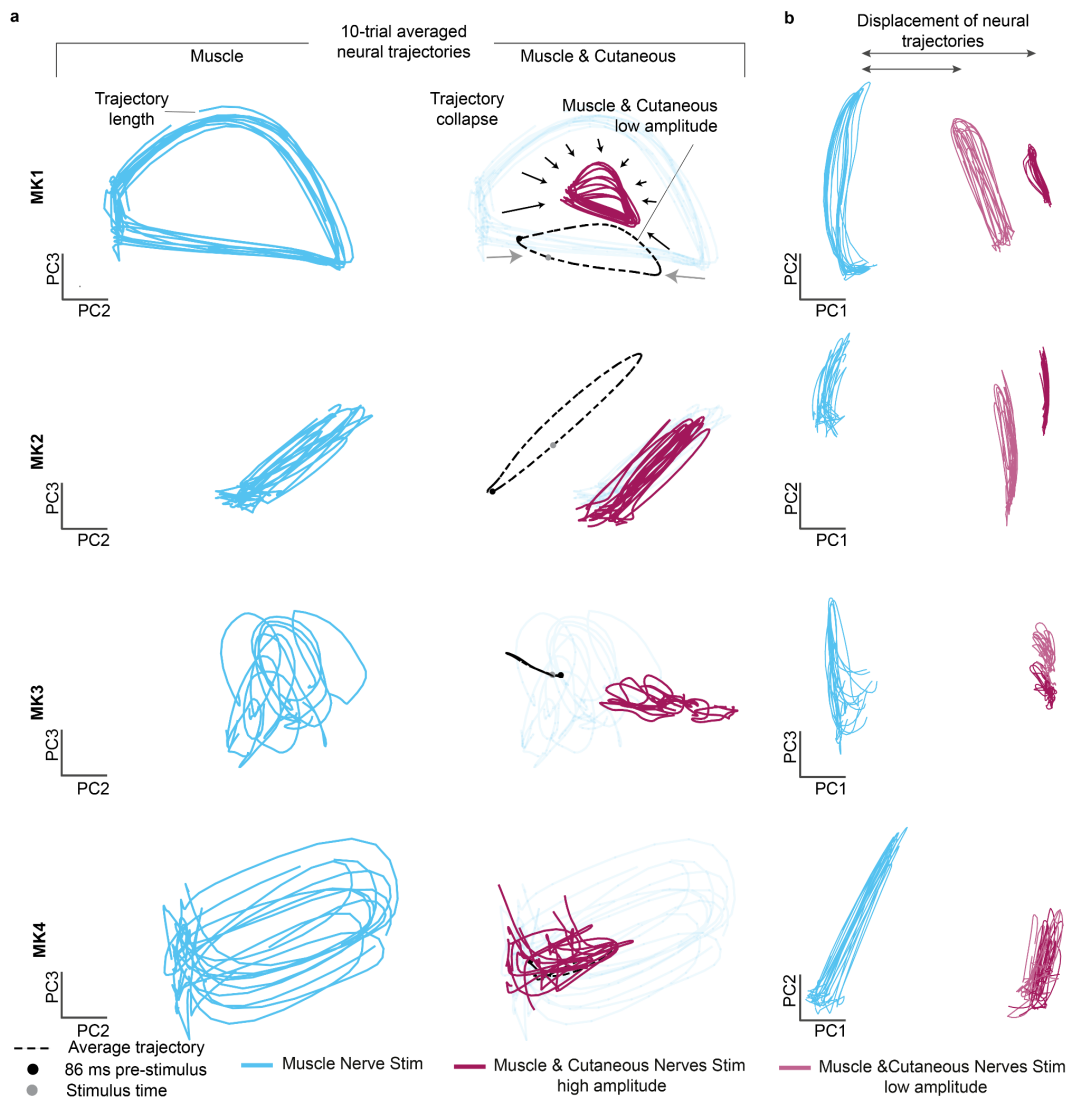 a
10-trial averaged
neural trajectories
Muscle
Muscle & Cutaneous
b
Displacement of neural
trajectories
Trajectory
length
Trajectory
collapse
Muscle & Cutaneous
low amplitude
MK1
PC3
PC2
PC2
PC1
MK2
PC3
PC2
PC2
PC1
MK3
PC3
PC2
PC3
PC1
MK4
PC3
PC2
PC2
PC1
Average trajectory
86 ms pre-stimulus
Stimulus time
Muscle Nerve Stim
Muscle & Cutaneous Nerves Stim
high amplitude
Muscle &Cutaneous Nerves Stim
low amplitude